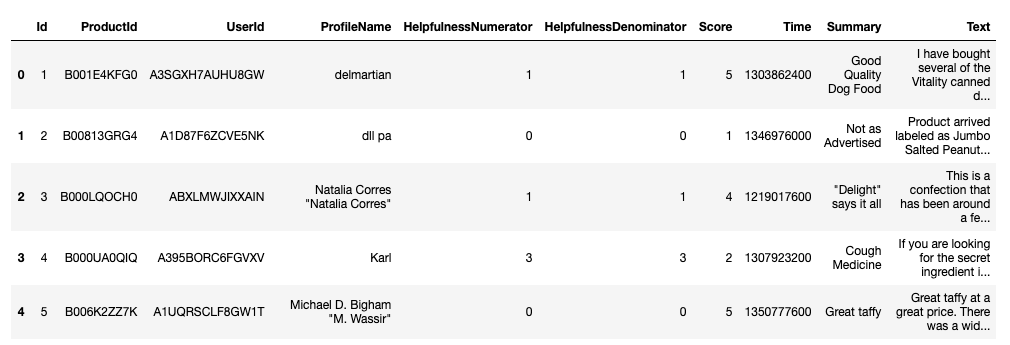 Id ProductId UserId ProfileName HelpfulnessNumerator HelpfulnessDenominator Score Time Summary Text
0 1 B001E4KFG0 A3SGXH7AUHU8GW delmartian 1 1 5 1303862400 Good Quality Dog Food I have bought several of the Vitality canned d...
1 2 B00813GRG4 A1D87F6ZCVE5NK dll pa 0 0 1 1346976000 Not as Advertised Product arrived labeled as Jumbo Salted Peanut...
2 3 B000LQOCH0 ABXLMWJIXXAIN Natalia Corres "Natalia Corres" 1 1 4 1219017600 "Delight" says it all This is a confection that has been around a fe...
3 4 B000UA0QIQ A395BORC6FGVXV Karl 3 3 2 1307923200 Cough Medicine If you are looking for the secret ingredient i...
4 5 B006K2ZZ7K A1UQRSCLF8GW1T Michael D. Bigham "M. Wassir" 0 0 5 1350777600 Great taffy Great taffy at a great price. There was a wid...